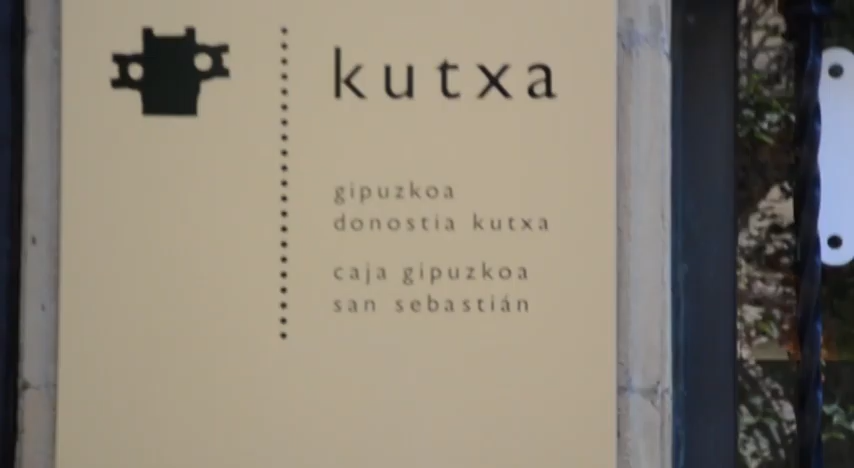 kutxa
gipuzkoa
donostia kutxa
caja gipuzkoa
san sebastián